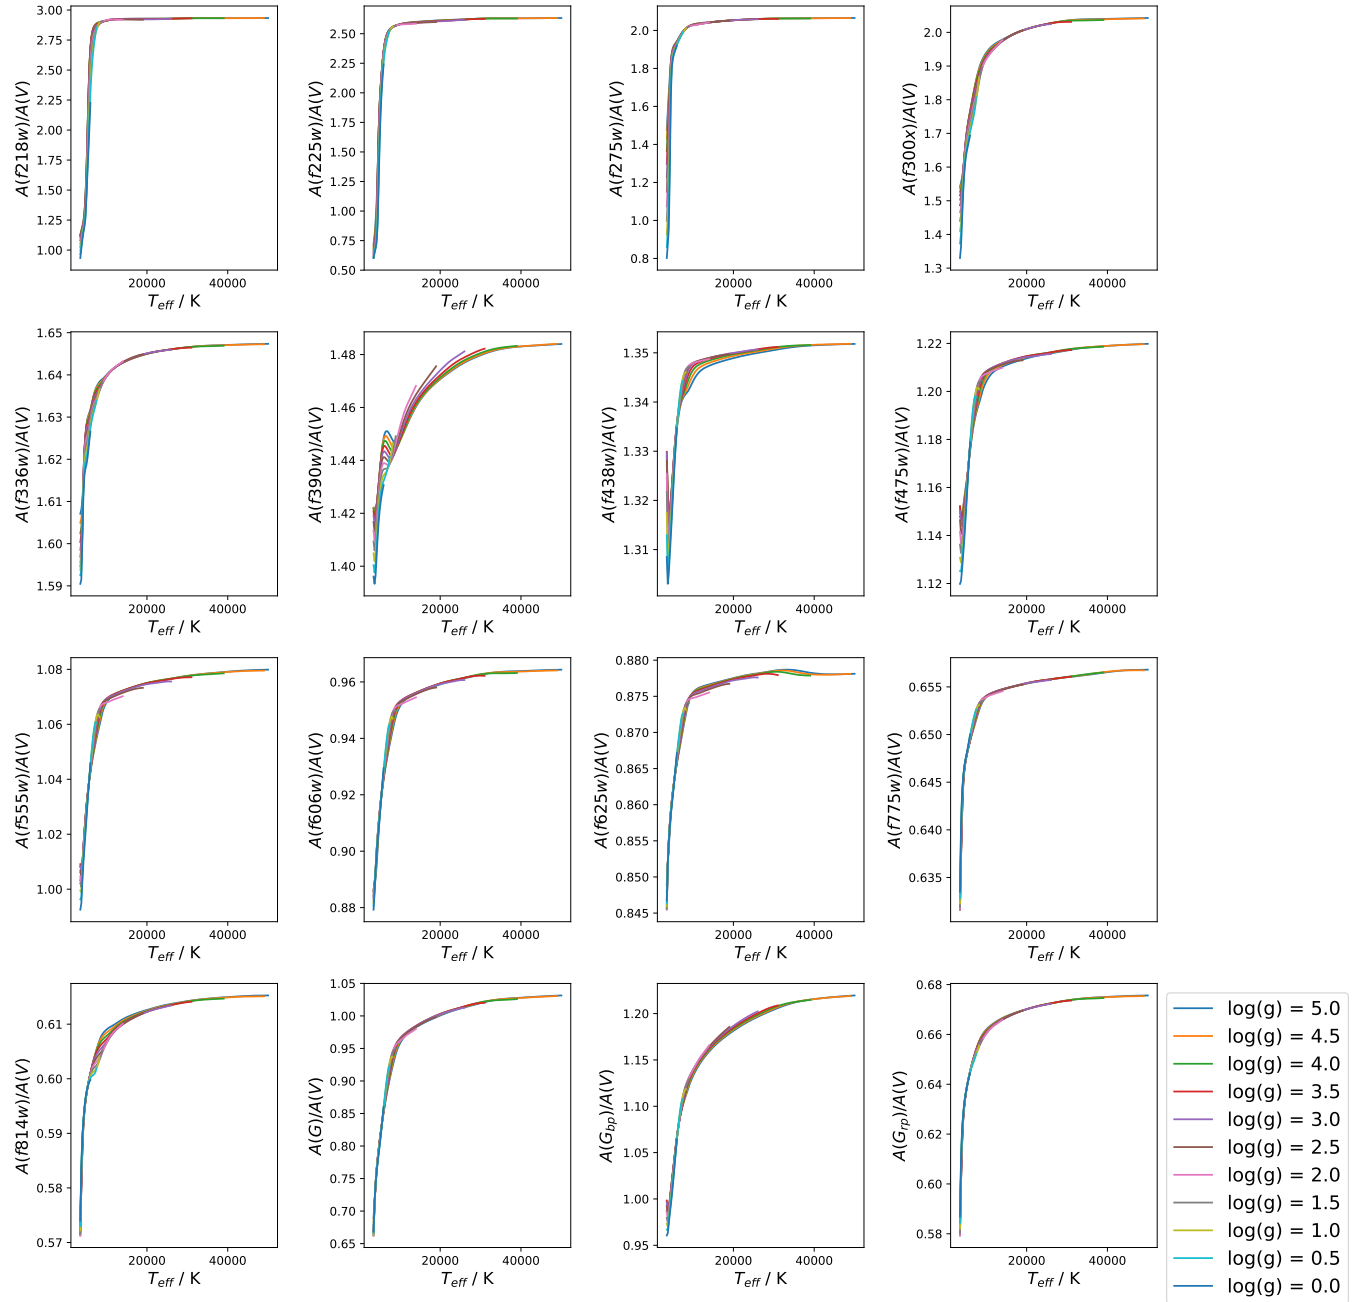 A(f218w)/A(V)
3.00
2.75
2.50
2.25
2.00
1.75
1.50
1.25
1.00
20000 40000
T_eff / K
A(f225w)/A(V)
2.50
2.25
2.00
1.75
1.50
1.25
1.00
0.75
0.50
20000 40000
T_eff / K
A(f275w)/A(V)
2.0
1.8
1.6
1.4
1.2
1.0
0.8
20000 40000
T_eff / K
A(f300x)/A(V)
2.0
1.9
1.8
1.7
1.6
1.5
1.4
1.3
20000 40000
T_eff / K
A(f336w)/A(V)
1.65
1.64
1.63
1.62
1.61
1.60
1.59
20000 40000
T_eff / K
A(f390w)/A(V)
1.48
1.46
1.44
1.42
1.40
20000 40000
T_eff / K
A(f438w)/A(V)
1.35
1.34
1.33
1.32
1.31
20000 40000
T_eff / K
A(f475w)/A(V)
1.22
1.20
1.18
1.16
1.14
1.12
20000 40000
T_eff / K
A(f555w)/A(V)
1.08
1.06
1.04
1.02
1.00
20000 40000
T_eff / K
A(f606w)/A(V)
0.96
0.94
0.92
0.90
0.88
20000 40000
T_eff / K
A(f625w)/A(V)
0.880
0.875
0.870
0.865
0.860
0.855
0.850
0.845
20000 40000
T_eff / K
A(f775w)/A(V)
0.655
0.650
0.645
0.640
0.635
20000 40000
T_eff / K
A(f814w)/A(V)
0.61
0.60
0.59
0.58
0.57
20000 40000
T_eff / K
A(G)/A(V)
1.05
1.00
0.95
0.90
0.85
0.80
0.75
0.70
0.65
20000 40000
T_eff / K
A(G_bp)/A(V)
1.20
1.15
1.10
1.05
1.00
0.95
20000 40000
T_eff / K
A(G_rp)/A(V)
0.68
0.66
0.64
0.62
0.60
0.58
20000 40000
T_eff / K
log(g) = 5.0
log(g) = 4.5
log(g) = 4.0
log(g) = 3.5
log(g) = 3.0
log(g) = 2.5
log(g) = 2.0
log(g) = 1.5
log(g) = 1.0
log(g) = 0.5
log(g) = 0.0